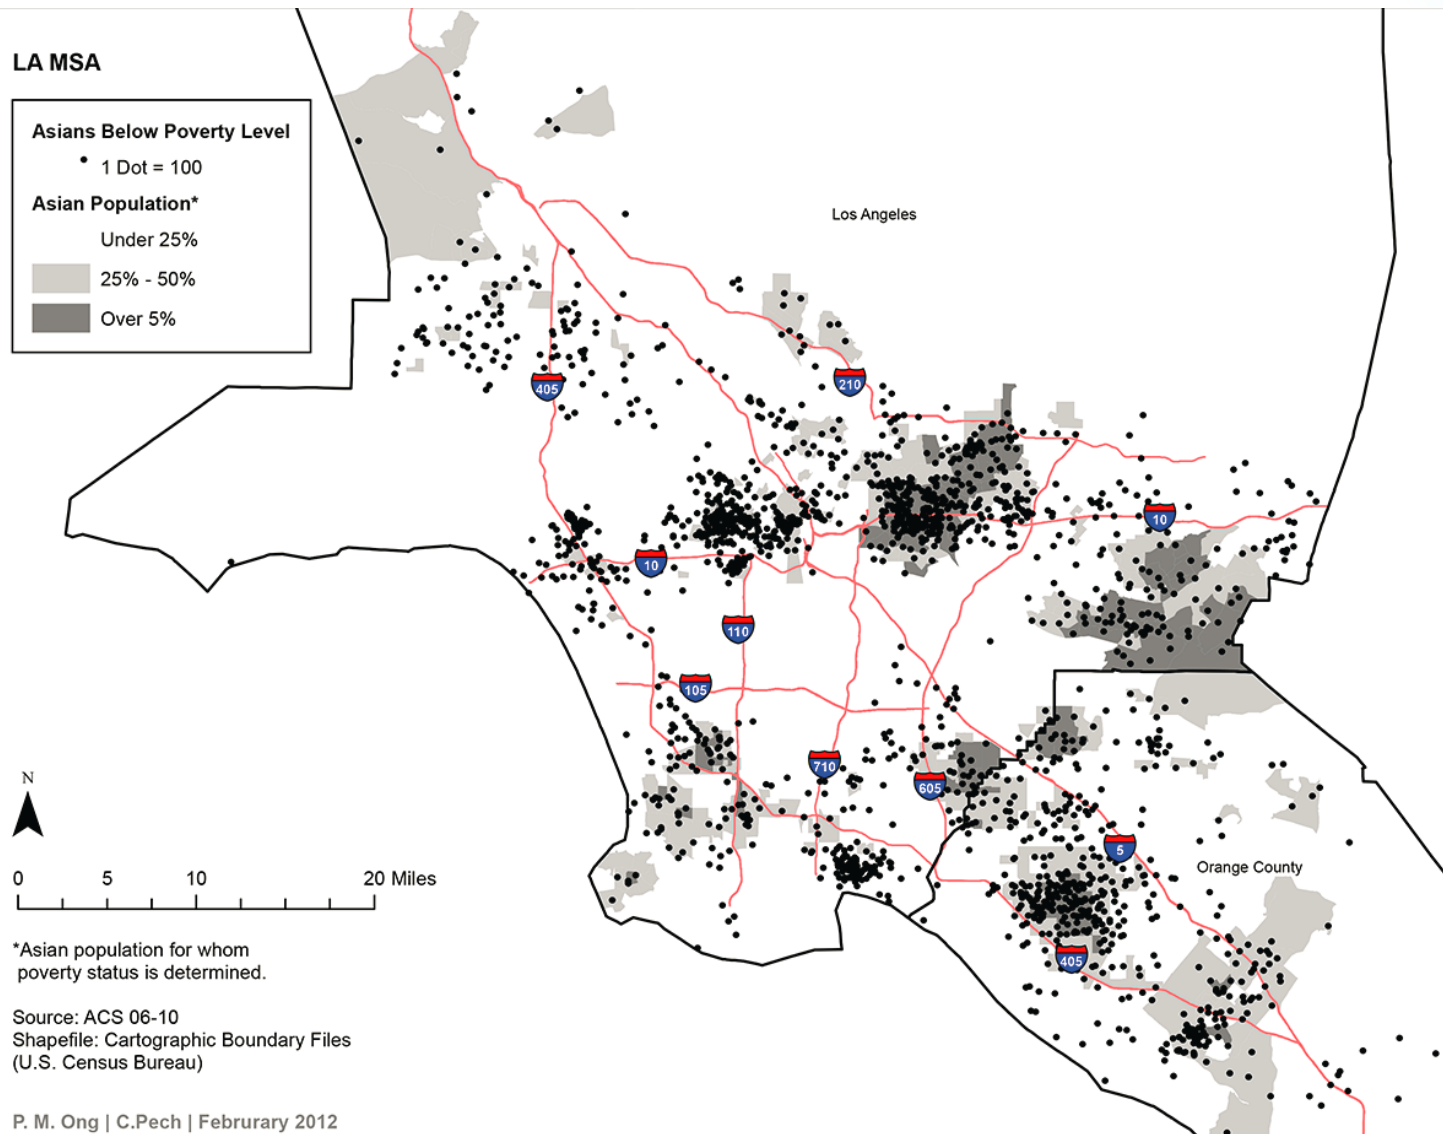 LA MSA
Asians Below Poverty Level
1 Dot = 100
Asian Population*
Under 25%
25% - 50%
Over 5%
Los Angeles
405
210
10
10
110
105
710
605
5
Orange County
405
N
0 5 10 20 Miles
*Asian population for whom
poverty status is determined.
Source: ACS 06-10
Shapefile: Cartographic Boundary Files
(U.S. Census Bureau)
P. M. Ong | C.Pech | Februrary 2012